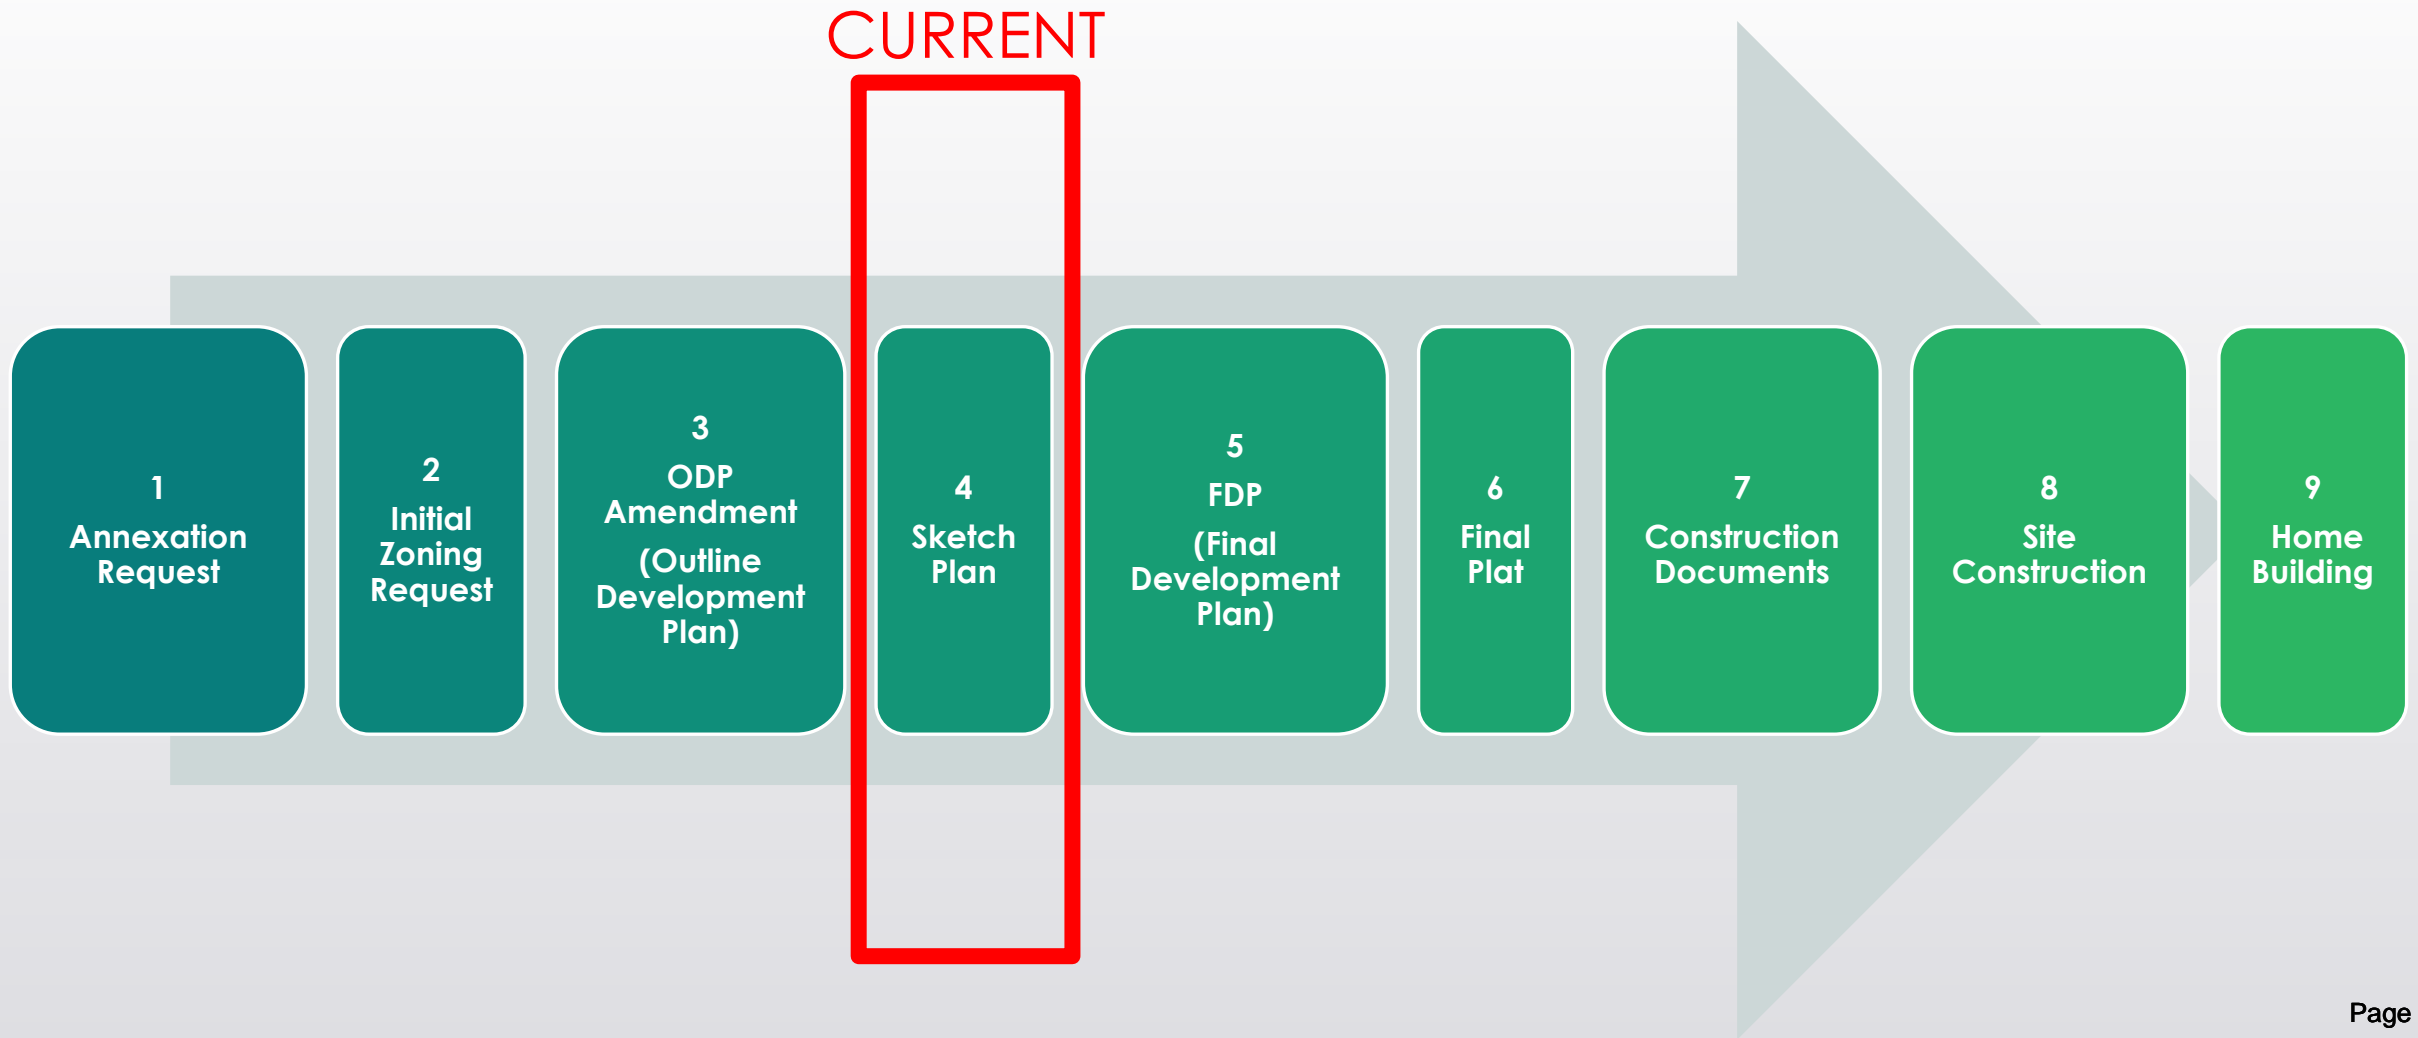 CURRENT
1
Annexation
Request
2
Initial
Zoning
Request
3
ODP
Amendment
(Outline
Development
Plan)
4
Sketch
Plan
5
FDP
(Final
Development
Plan)
6
Final
Plat
7
Construction
Documents
8
Site
Construction
9
Home
Building
Page